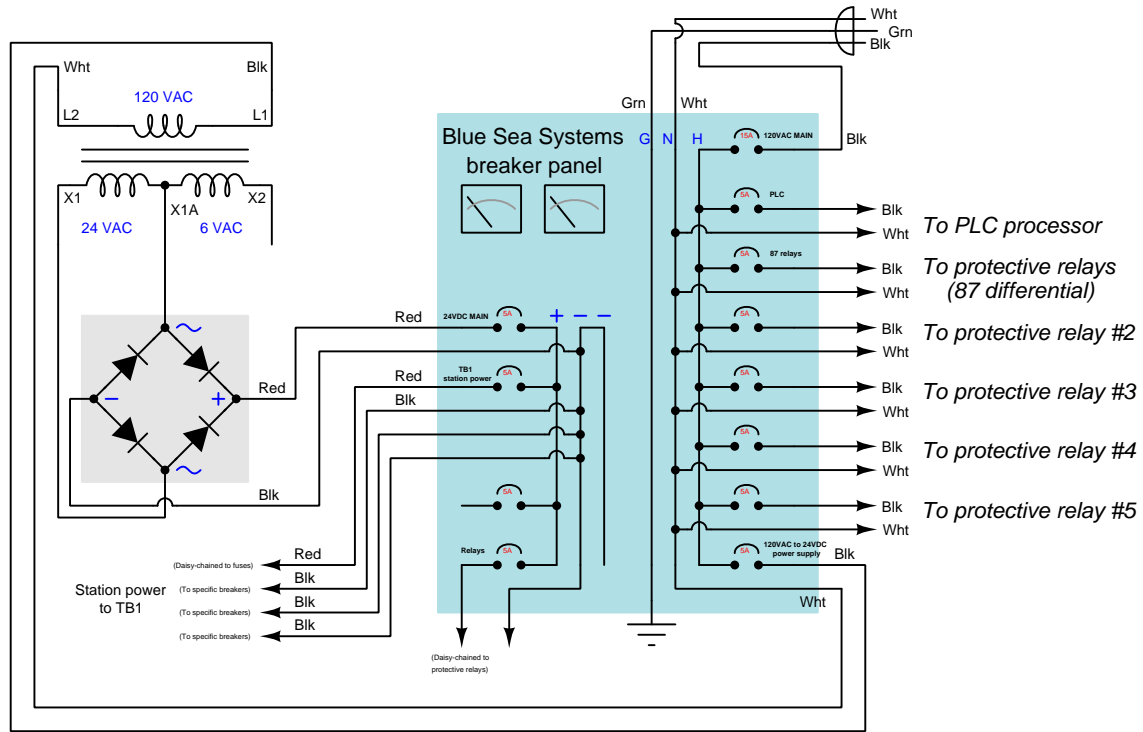 Wht
Grn
Blk
Wht
Blk
120 VAC
L2
L1
Grn
Wht
Blue Sea Systems
breaker panel
G N H
15A
120VAC MAIN
Blk
X1
X1A
X2
24 VAC
6 VAC
5A
PLC
Blk
Wht
To PLC processor
5A
87 relays
Blk
Wht
To protective relays
(87 differential)
Red
24VDC MAIN
5A
+ − −
5A
Blk
Wht
To protective relay #2
Red
Blk
TB1
station power
5A
5A
Blk
Wht
To protective relay #3
−
+
Red
5A
Blk
Wht
To protective relay #4
Blk
5A
5A
Blk
Wht
To protective relay #5
Relays
5A
5A
120VAC to 24VDC
power supply
Blk
Wht
Station power
to TB1
(Daisy-chained to fuses)
Red
(To specific breakers)
Blk
(To specific breakers)
Blk
(To specific breakers)
Blk
(Daisy-chained to
protective relays)